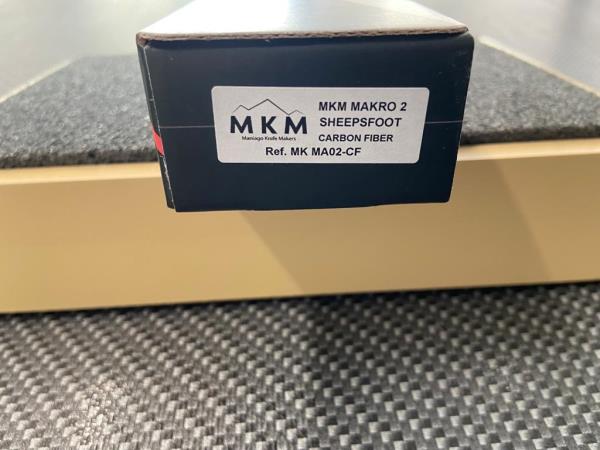 MKM
Maniago Knife Makers
MKM MAKRO 2
SHEEPSFOOT
CARBON FIBER
Ref. MK MA02-CF